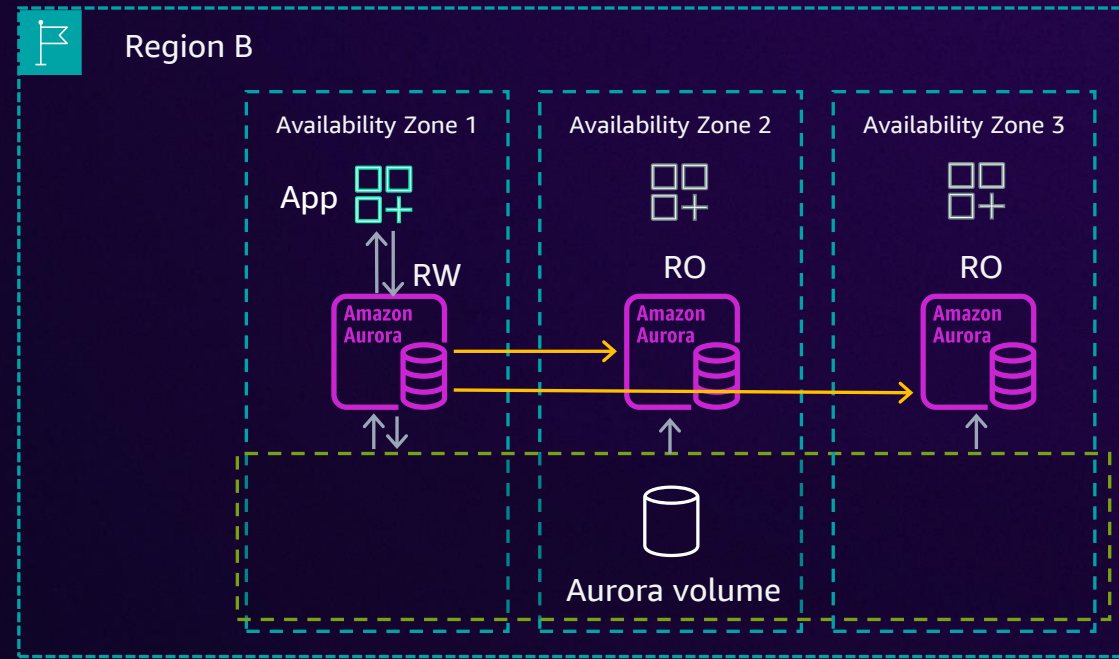 Region B
Availability Zone 1
Availability Zone 2
Availability Zone 3
App
RW
RO
RO
Amazon
Aurora
Amazon
Aurora
Amazon
Aurora
Aurora volume